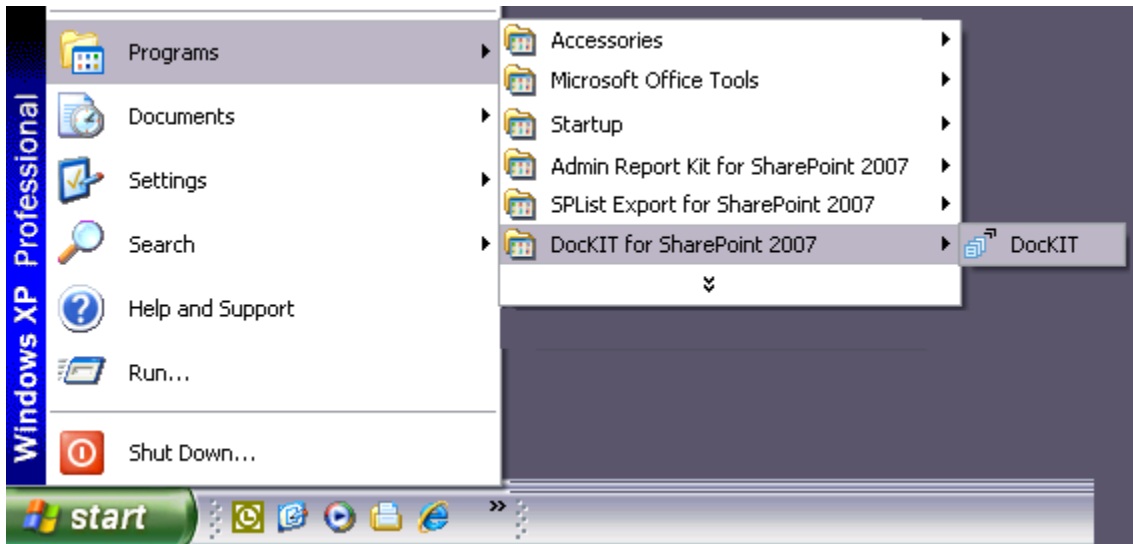 Windows XP Professional
Programs
Documents
Settings
Search
Help and Support
Run...
Shut Down...
Accessories
Microsoft Office Tools
Startup
Admin Report Kit for SharePoint 2007
SPList Export for SharePoint 2007
DocKIT for SharePoint 2007
DocKIT
start